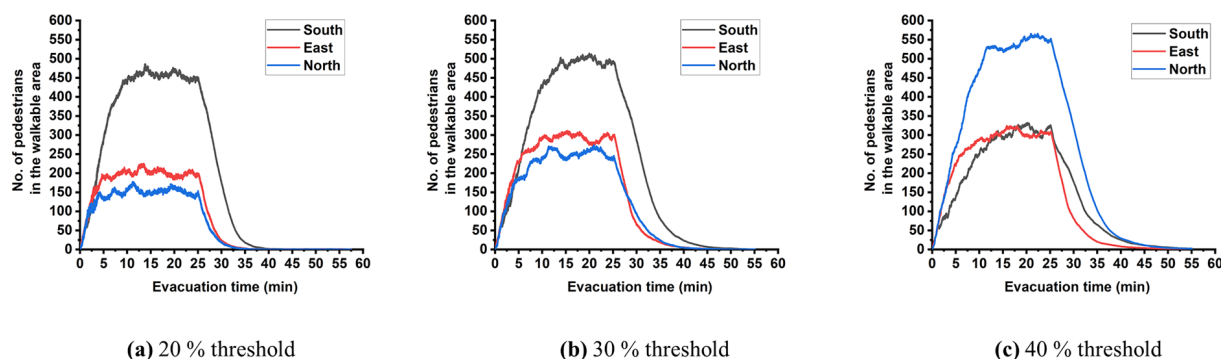 No. of pedestrians
in the walkable area
600
550
500
450
400
350
300
250
200
150
100
50
0
South
East
North
0 5 10 15 20 25 30 35 40 45 50 55 60
Evacuation time (min)
(a) 20 % threshold
No. of pedestrians
in the walkable area
600
550
500
450
400
350
300
250
200
150
100
50
0
South
East
North
0 5 10 15 20 25 30 35 40 45 50 55 60
Evacuation time (min)
(b) 30 % threshold
No. of pedestrians
in the walkable area
600
550
500
450
400
350
300
250
200
150
100
50
0
South
East
North
0 5 10 15 20 25 30 35 40 45 50 55 60
Evacuation time (min)
(c) 40 % threshold